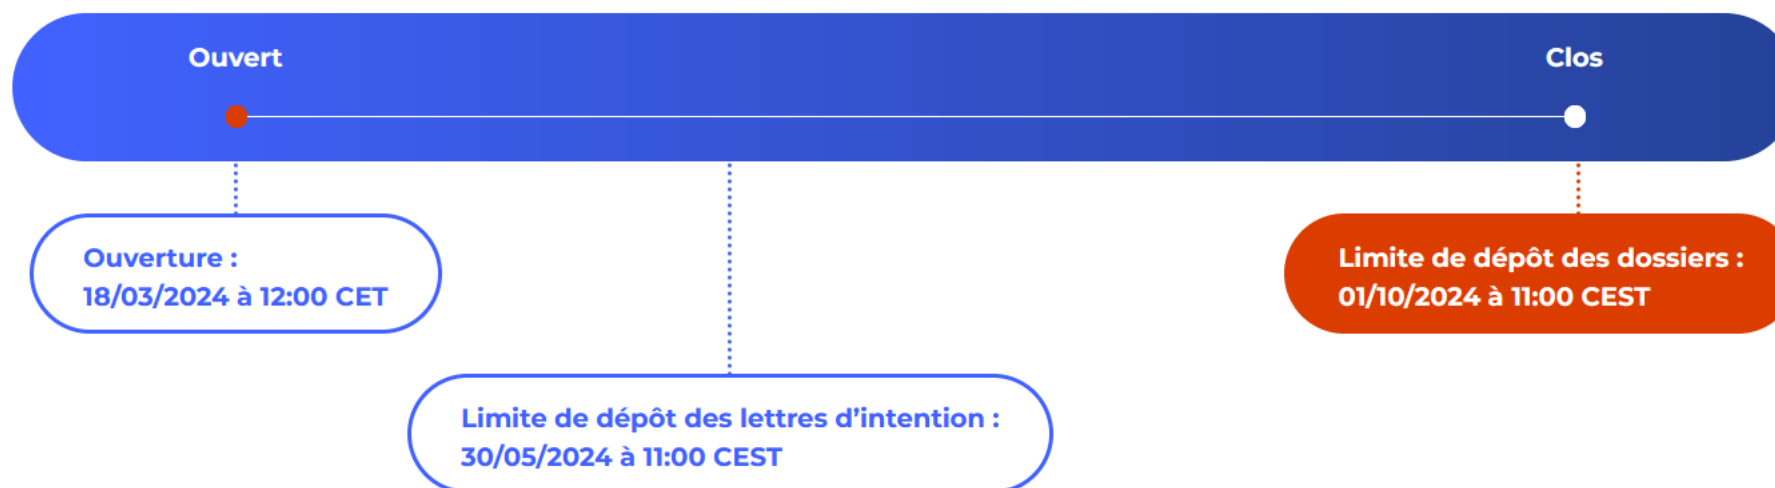 Ouvert
Clos
Ouverture :
18/03/2024 à 12:00 CET
Limite de dépôt des dossiers :
01/10/2024 à 11:00 CEST
Limite de dépôt des lettres d’intention :
30/05/2024 à 11:00 CEST